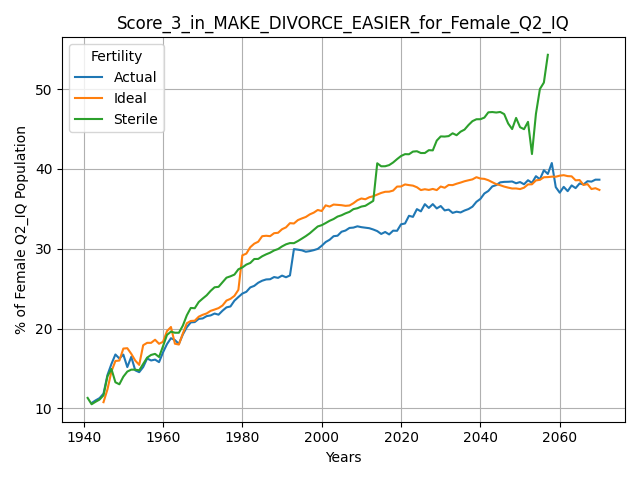 Score_3_in_MAKE_DIVORCE_EASIER_for_Female_Q2_IQ
Fertility
Actual
Ideal
Sterile
% of Female Q2_IQ Population
50
40
30
20
10
1940 1960 1980 2000 2020 2040 2060
Years